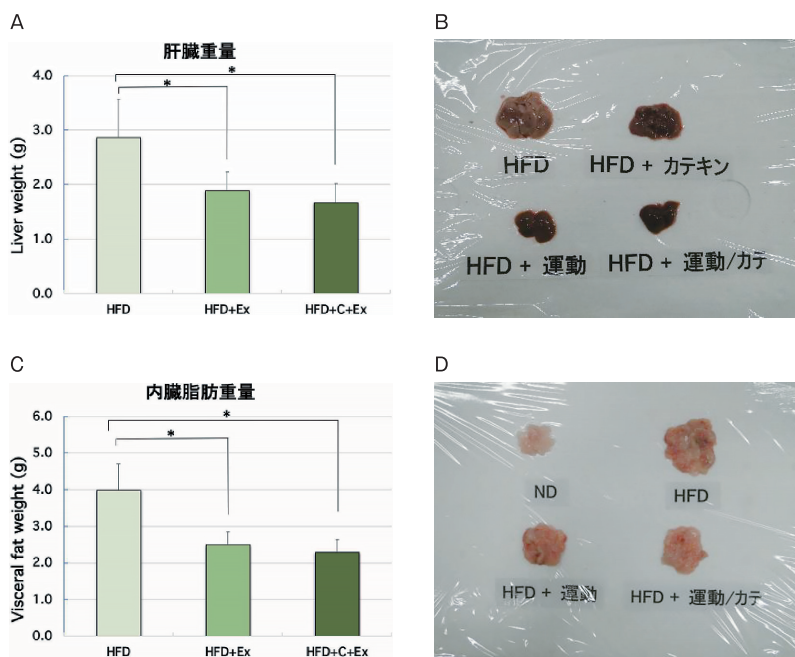 A
肝臓重量
Liver weight (g)
4.0
3.0
2.0
1.0
0.0
*
*
HFD
HFD+Ex
HFD+C+Ex
B
HFD
HFD + カテキン
HFD + 運動
HFD + 運動/カテ
C
内臓脂肪重量
Visceral fat weight (g)
6.0
5.0
4.0
3.0
2.0
1.0
0.0
*
*
HFD
HFD+Ex
HFD+C+Ex
D
ND
HFD
HFD + 運動
HFD + 運動/カテ